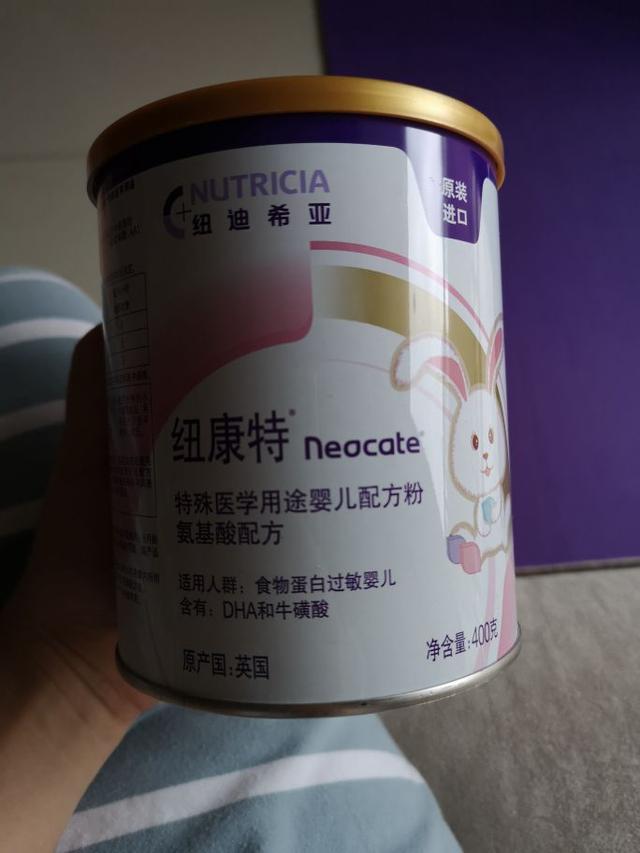 NUTRICIA
纽迪希亚
原装
进口
纽康特® Neocate®
特殊医学用途婴儿配方粉
氨基酸配方
适用人群：食物蛋白过敏婴儿
含有：DHA和牛磺酸
净含量：400克
原产国：英国